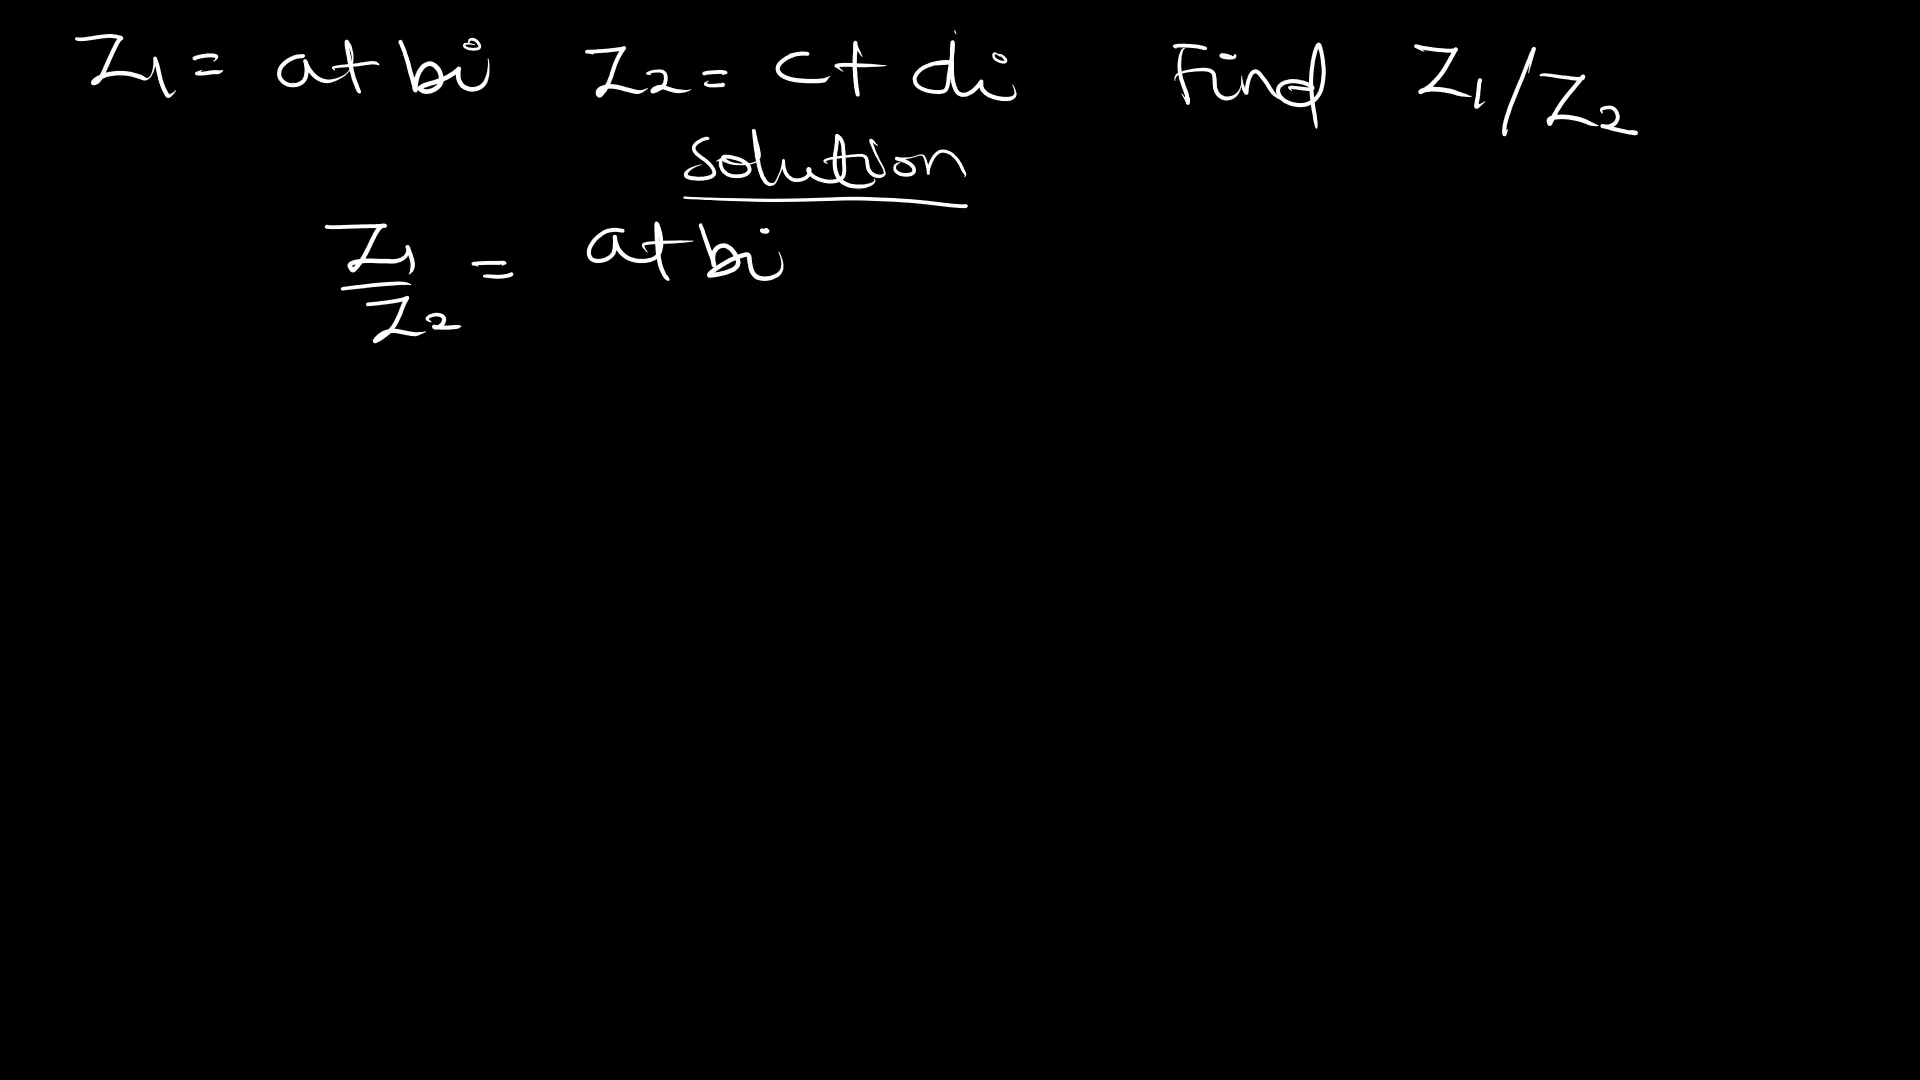 Z1 = a+bi Z2 = c+di Find Z1/Z2
Solution
Z1/Z2 = a+bi